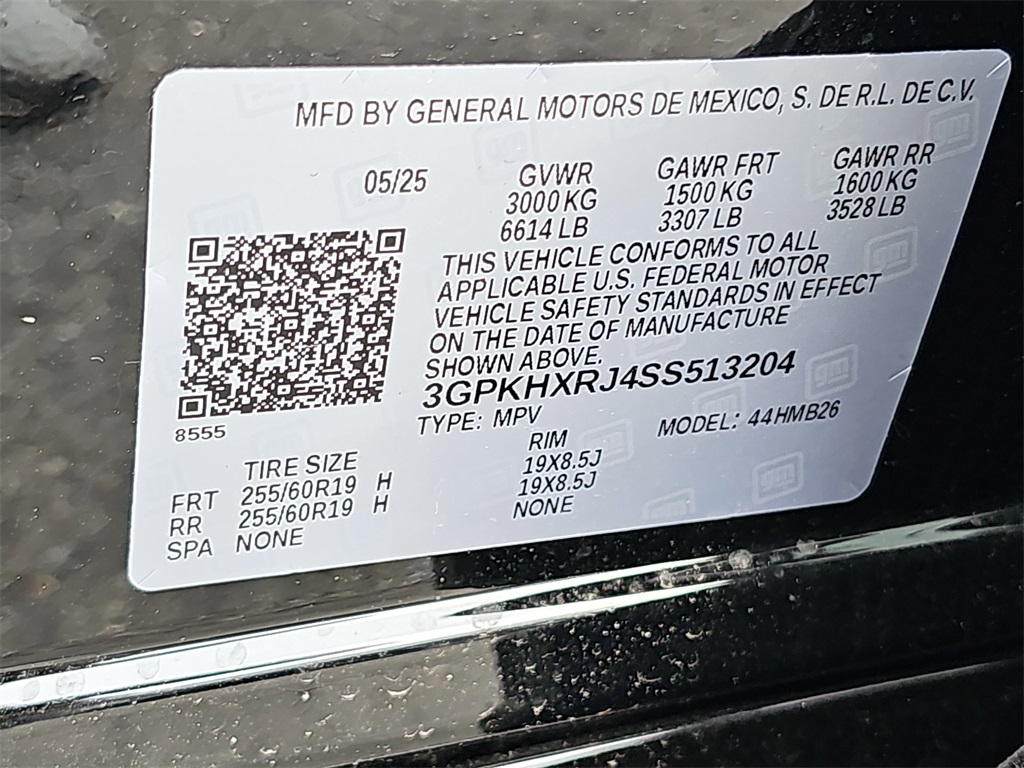 MFD BY GENERAL MOTORS DE MEXICO, S. DE R.L. DE C.V.
05/25 GVWR GAWR FRT GAWR RR
3000 KG 1500 KG 1600 KG
6614 LB 3307 LB 3528 LB
THIS VEHICLE CONFORMS TO ALL
APPLICABLE U.S. FEDERAL MOTOR
VEHICLE SAFETY STANDARDS IN EFFECT
ON THE DATE OF MANUFACTURE
SHOWN ABOVE.
3GPKHXRJ4SS513204
8555
TYPE: MPV MODEL: 44HMB26
TIRE SIZE RIM
FRT 255/60R19 H 19X8.5J
RR 255/60R19 H 19X8.5J
SPA NONE NONE